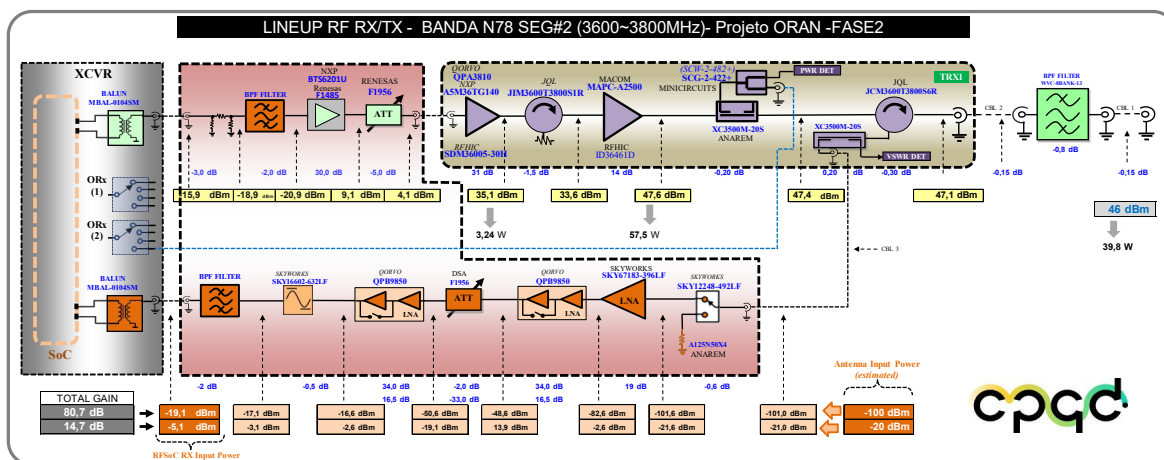 LINEUP RF RX/TX - BANDA N78 SEG#2 (3600~3800MHz)- Projeto ORAN -FASE2
XCVR
BALUN
MBAL-0104SM
ORx
(1)
ORx
(2)
BALUN
MBAL-0104SM
SoC
BPF FILTER
NXP
BTS6201U
Renesas
F1485
RENESAS
F1956
ATT
QORVO
QPA3810
NXP
A5M36TG140
RFHIC
SDM36005-30H
JQL
JIM3600T3800S1R
MACOM
MAPC-A2500
RFHIC
ID36461D
(SCW-2-482+)
SCG-2-422+
MINICIRCUITS
PWR DET
XC3500M-20S
ANAREM
TRX1
JQL
JCM3600T3800S6R
XC3500M-20S
VSWR DET
CBL 2
BPF FILTER
WVC-8BANK-13
CBL 1
-3,0 dB
-2,0 dB
30,0 dB
-5,0 dB
31 dB
-1,5 dB
14 dB
-0,20 dB
0,20 dB
-0,30 dB
-0,15 dB
-0,8 dB
-0,15 dB
-15,9 dBm
-18,9 dBm
-20,9 dBm
9,1 dBm
4,1 dBm
35,1 dBm
33,6 dBm
47,6 dBm
47,4 dBm
47,1 dBm
46 dBm
3,24 W
57,5 W
39,8 W
CBL 3
BPF FILTER
SKYWORKS
SKY16602-632LF
QORVO
QPB9850
LNA
DSA
F1956
ATT
QORVO
QPB9850
LNA
SKYWORKS
SKY67183-396LF
LNA
SKYWORKS
SKY12248-492LF
A125N50X4
ANAREM
-2 dB
-0,5 dB
34,0 dB
16,5 dB
-2,0 dB
-33,0 dB
34,0 dB
16,5 dB
19 dB
-0,6 dB
Antenna Input Power
(estimated)
TOTAL GAIN
80,7 dB
14,7 dB
-19,1 dBm
-5,1 dBm
-17,1 dBm
-3,1 dBm
-16,6 dBm
-2,6 dBm
-50,6 dBm
-19,1 dBm
-48,6 dBm
13,9 dBm
-82,6 dBm
-2,6 dBm
-101,6 dBm
-21,6 dBm
-101,0 dBm
-21,0 dBm
-100 dBm
-20 dBm
RFSoC RX Input Power
cpqd